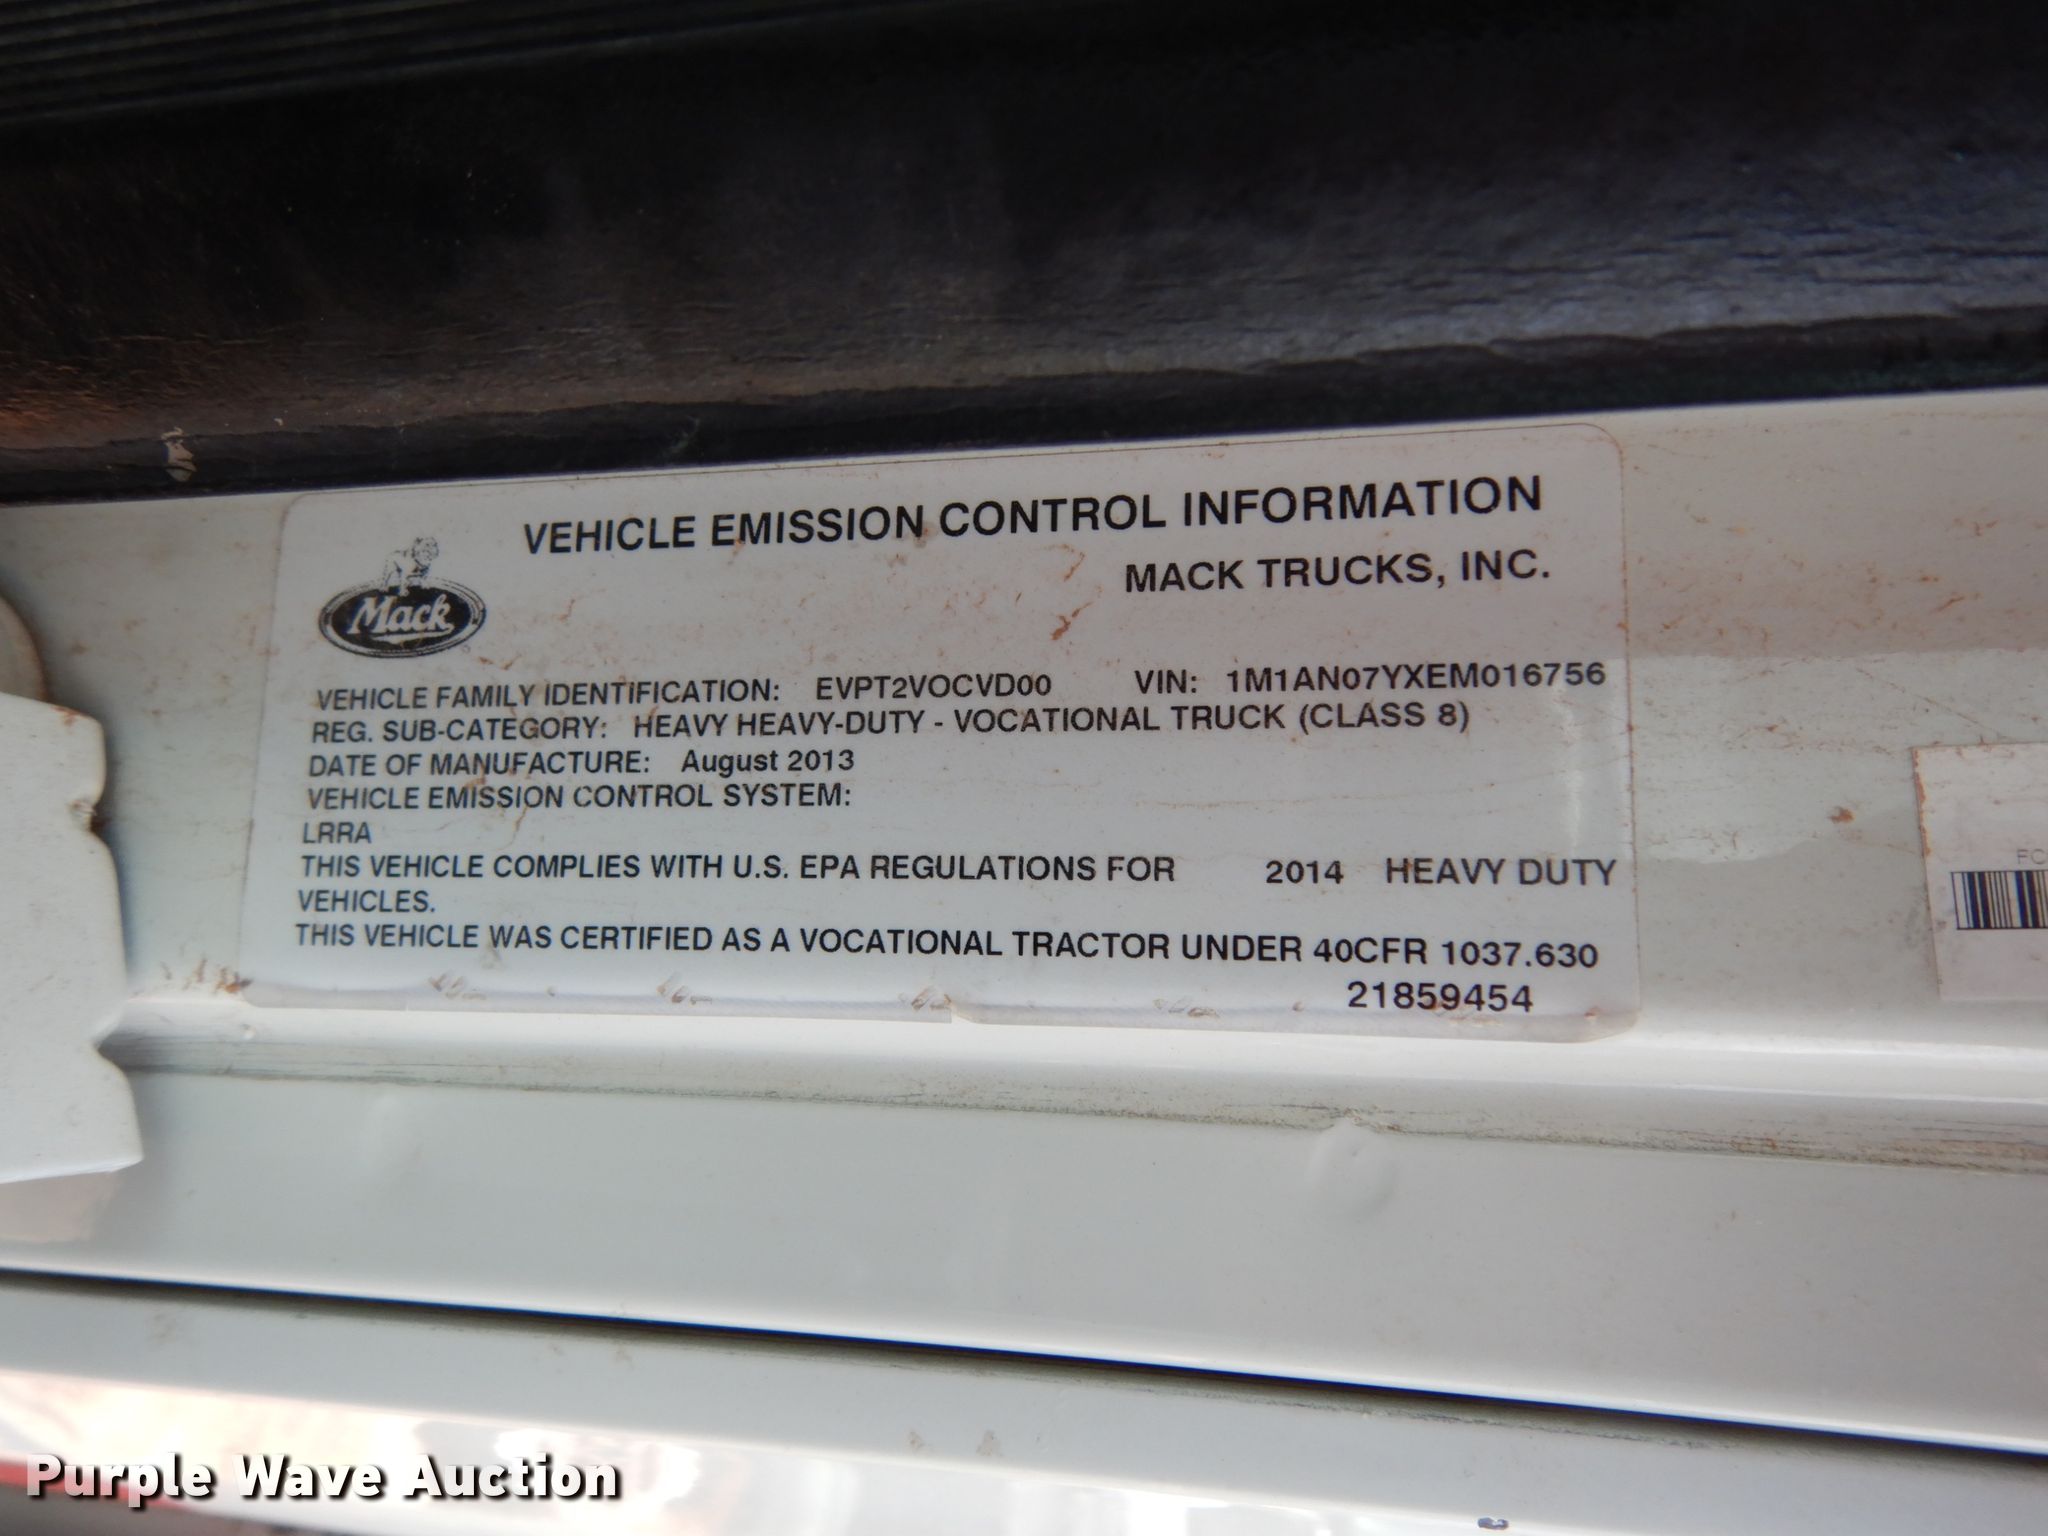 VEHICLE EMISSION CONTROL INFORMATION
MACK TRUCKS, INC.
Mack
VEHICLE FAMILY IDENTIFICATION: EVPT2VOCVD00 VIN: 1M1AN07YXEM016756
REG. SUB-CATEGORY: HEAVY HEAVY-DUTY - VOCATIONAL TRUCK (CLASS 8)
DATE OF MANUFACTURE: August 2013
VEHICLE EMISSION CONTROL SYSTEM:
LRRA
THIS VEHICLE COMPLIES WITH U.S. EPA REGULATIONS FOR 2014 HEAVY DUTY
VEHICLES.
THIS VEHICLE WAS CERTIFIED AS A VOCATIONAL TRACTOR UNDER 40CFR 1037.630
21859454
FC
Purple Wave Auction